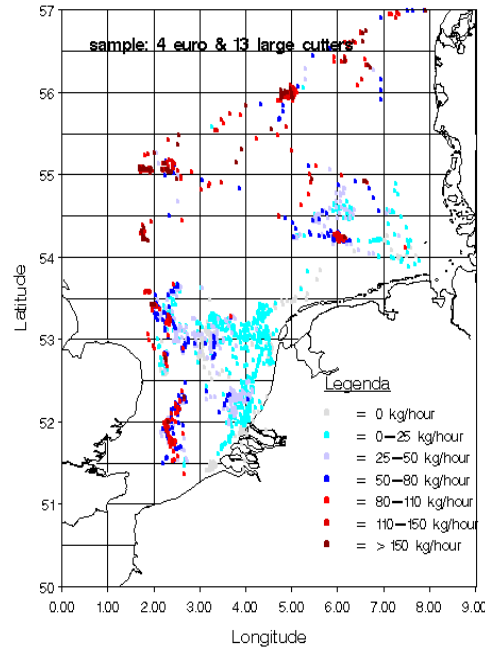 57
sample: 4 euro & 13 large cutters
56
55
54
53
52
51
50
Latitude
Legenda
= 0 kg/hour
= 0–25 kg/hour
= 25–50 kg/hour
= 50–80 kg/hour
= 80–110 kg/hour
= 110–150 kg/hour
= > 150 kg/hour
0.00 1.00 2.00 3.00 4.00 5.00 6.00 7.00 8.00 9.00
Longitude